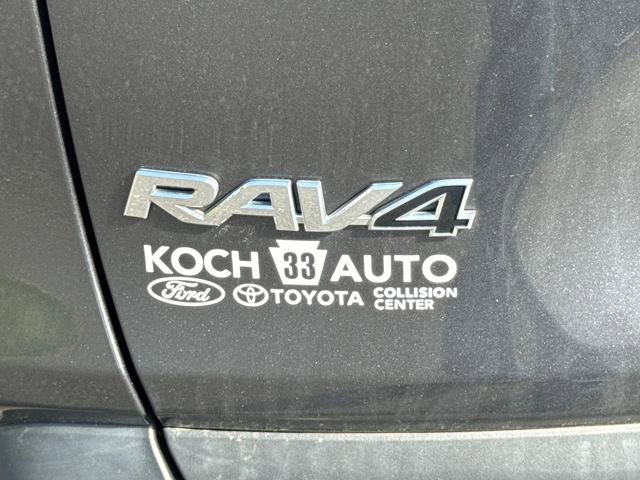 RAV4
KOCH 33 AUTO
Ford TOYOTA COLLISION
CENTER